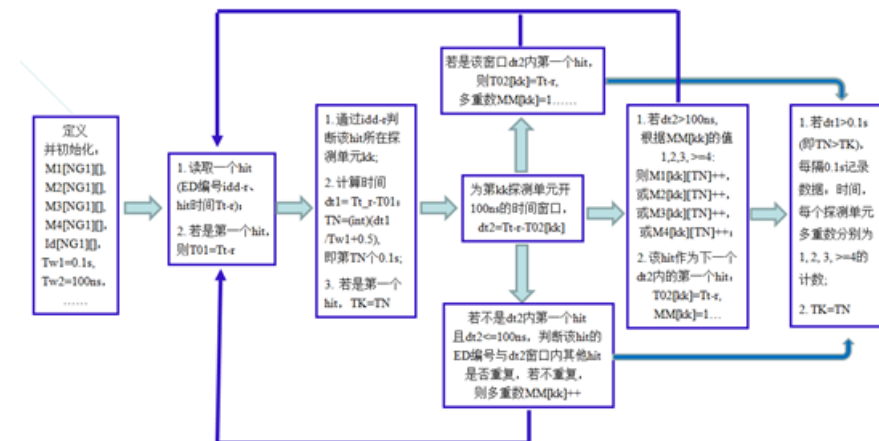 定义
并初始化，
M1[NG1][],
M2[NG1][],
M3[NG1][],
M4[NG1][],
Id[NG1][],
Tw1=0.1s,
Tw2=100ns,
……
1. 读取一个hit
(ED编号idd-r、
hit时间Tt-r)；
2. 若是第一个hit,
则T01=Tt-r
1. 通过idd-r判
断该hit所在探
测单元kk;
2. 计算时间
dt1= Tt_r-T01；
TN=(int)(dt1
/Tw1+0.5),
即第TN个0.1s;
3. 若是第一个
hit，TK=TN
若是该窗口dt2内第一个hit，
则T02[kk]=Tt-r,
多重数MM[kk]=1……
为第kk探测单元开
100ns的时间窗口，
dt2=Tt-r-T02[kk]
若不是dt2内第一个hit
且dt2<=100ns，判断该hit的
ED编号与dt2窗口内其他hit
是否重复，若不重复，
则多重数MM[kk]++
1. 若dt2>100ns,
根据MM[kk]的值
1,2,3, >=4:
则M1[kk][TN]++,
或M2[kk][TN]++,
或M3[kk][TN]++,
或M4[kk][TN]++；
2. 该hit作为下一个
dt2内的第一个hit：
T02[kk]=Tt-r,
MM[kk]=1…
1. 若dt1>0.1s
(即TN>TK)，
每隔0.1s记录
数据，时间，
每个探测单元
多重数分别为
1, 2, 3, >=4的
计数;
2. TK=TN